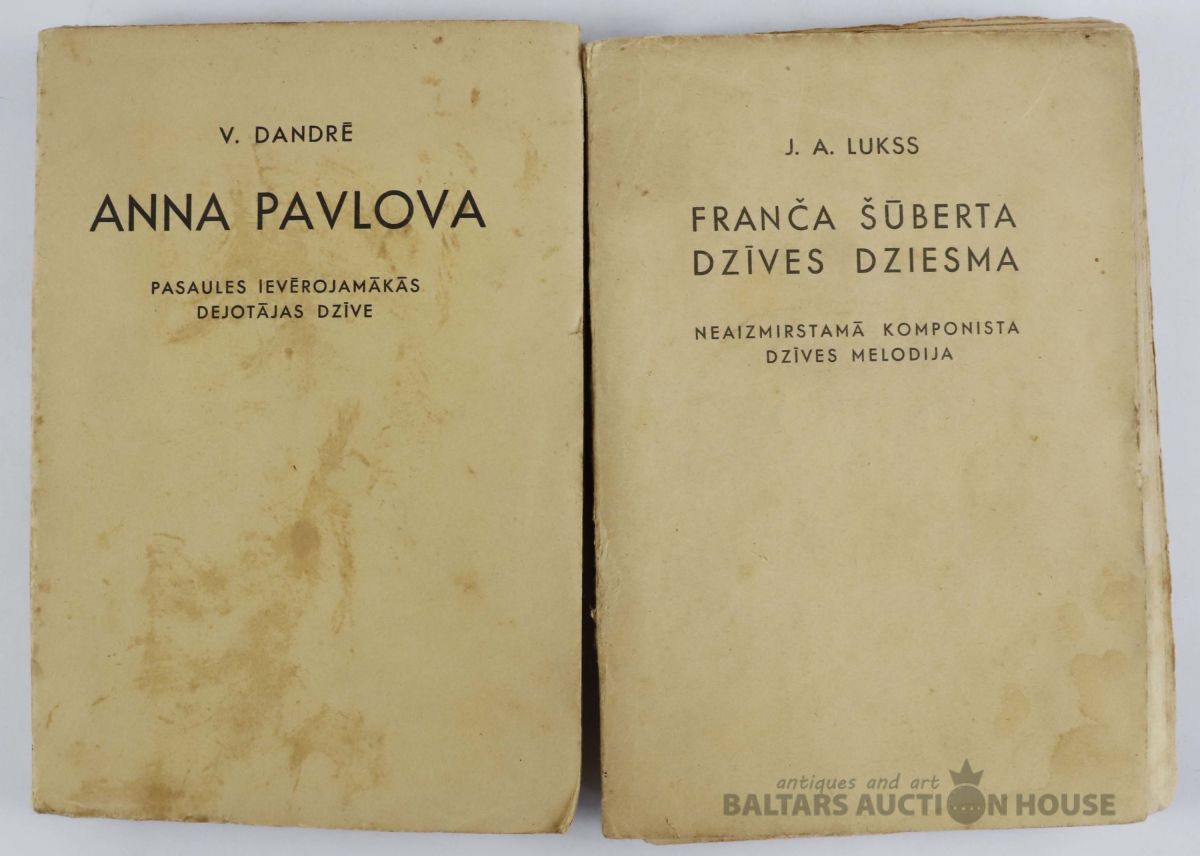 V. DANDRĒ
ANNA PAVLOVA
PASAULES IEVĒROJAMĀKĀS
DEJOTĀJAS DZĪVE
J. A. LUKSS
FRANČA ŠŪBERTA
DZĪVES DZIESMA
NEAIZMIRSTAMĀ KOMPONISTA
DZĪVES MELODIJA
antiques and art
BALTARS AUCTION HOUSE